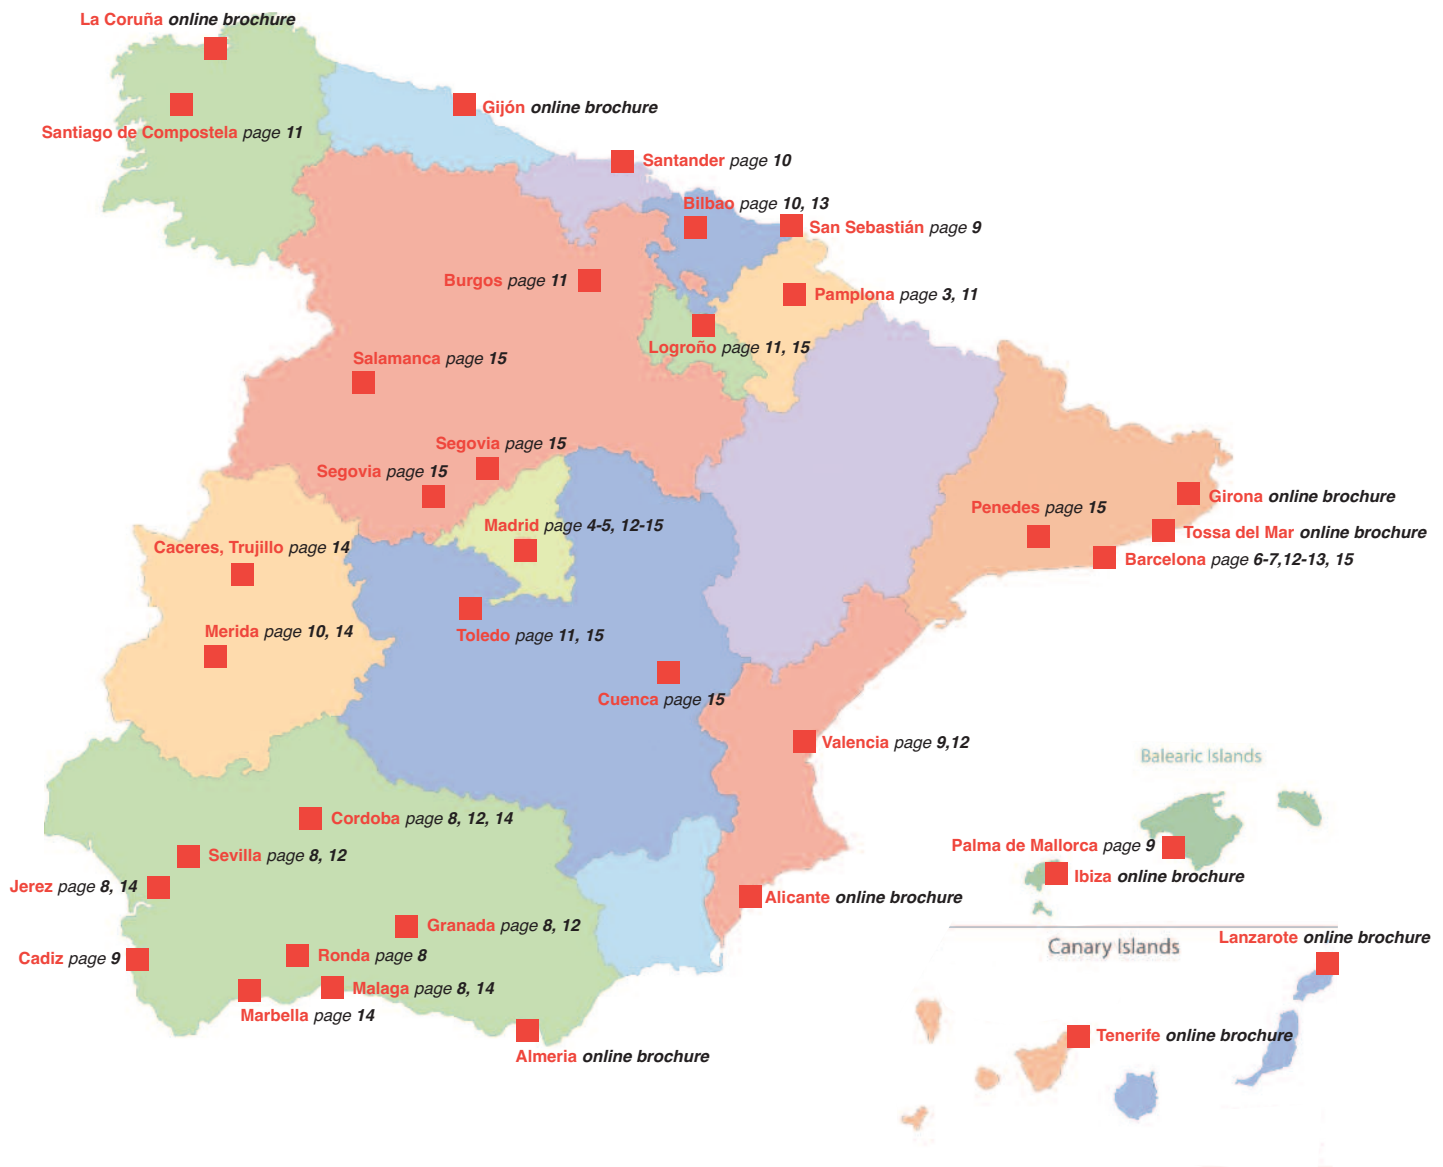 La Coruña online brochure
Santiago de Compostela page 11
Gijón online brochure
Santander page 10
Bilbao page 10, 13
San Sebastián page 9
Burgos page 11
Pamplona page 3, 11
Logroño page 11, 15
Salamanca page 15
Segovia page 15
Segovia page 15
Madrid page 4-5, 12-15
Penedes page 15
Girona online brochure
Tossa del Mar online brochure
Barcelona page 6-7,12-13, 15
Caceres, Trujillo page 14
Merida page 10, 14
Toledo page 11, 15
Cuenca page 15
Valencia page 9,12
Balearic Islands
Palma de Mallorca page 9
Ibiza online brochure
Cordoba page 8, 12, 14
Sevilla page 8, 12
Jerez page 8, 14
Alicante online brochure
Granada page 8, 12
Cadiz page 9
Ronda page 8
Malaga page 8, 14
Marbella page 14
Almeria online brochure
Canary Islands
Lanzarote online brochure
Tenerife online brochure